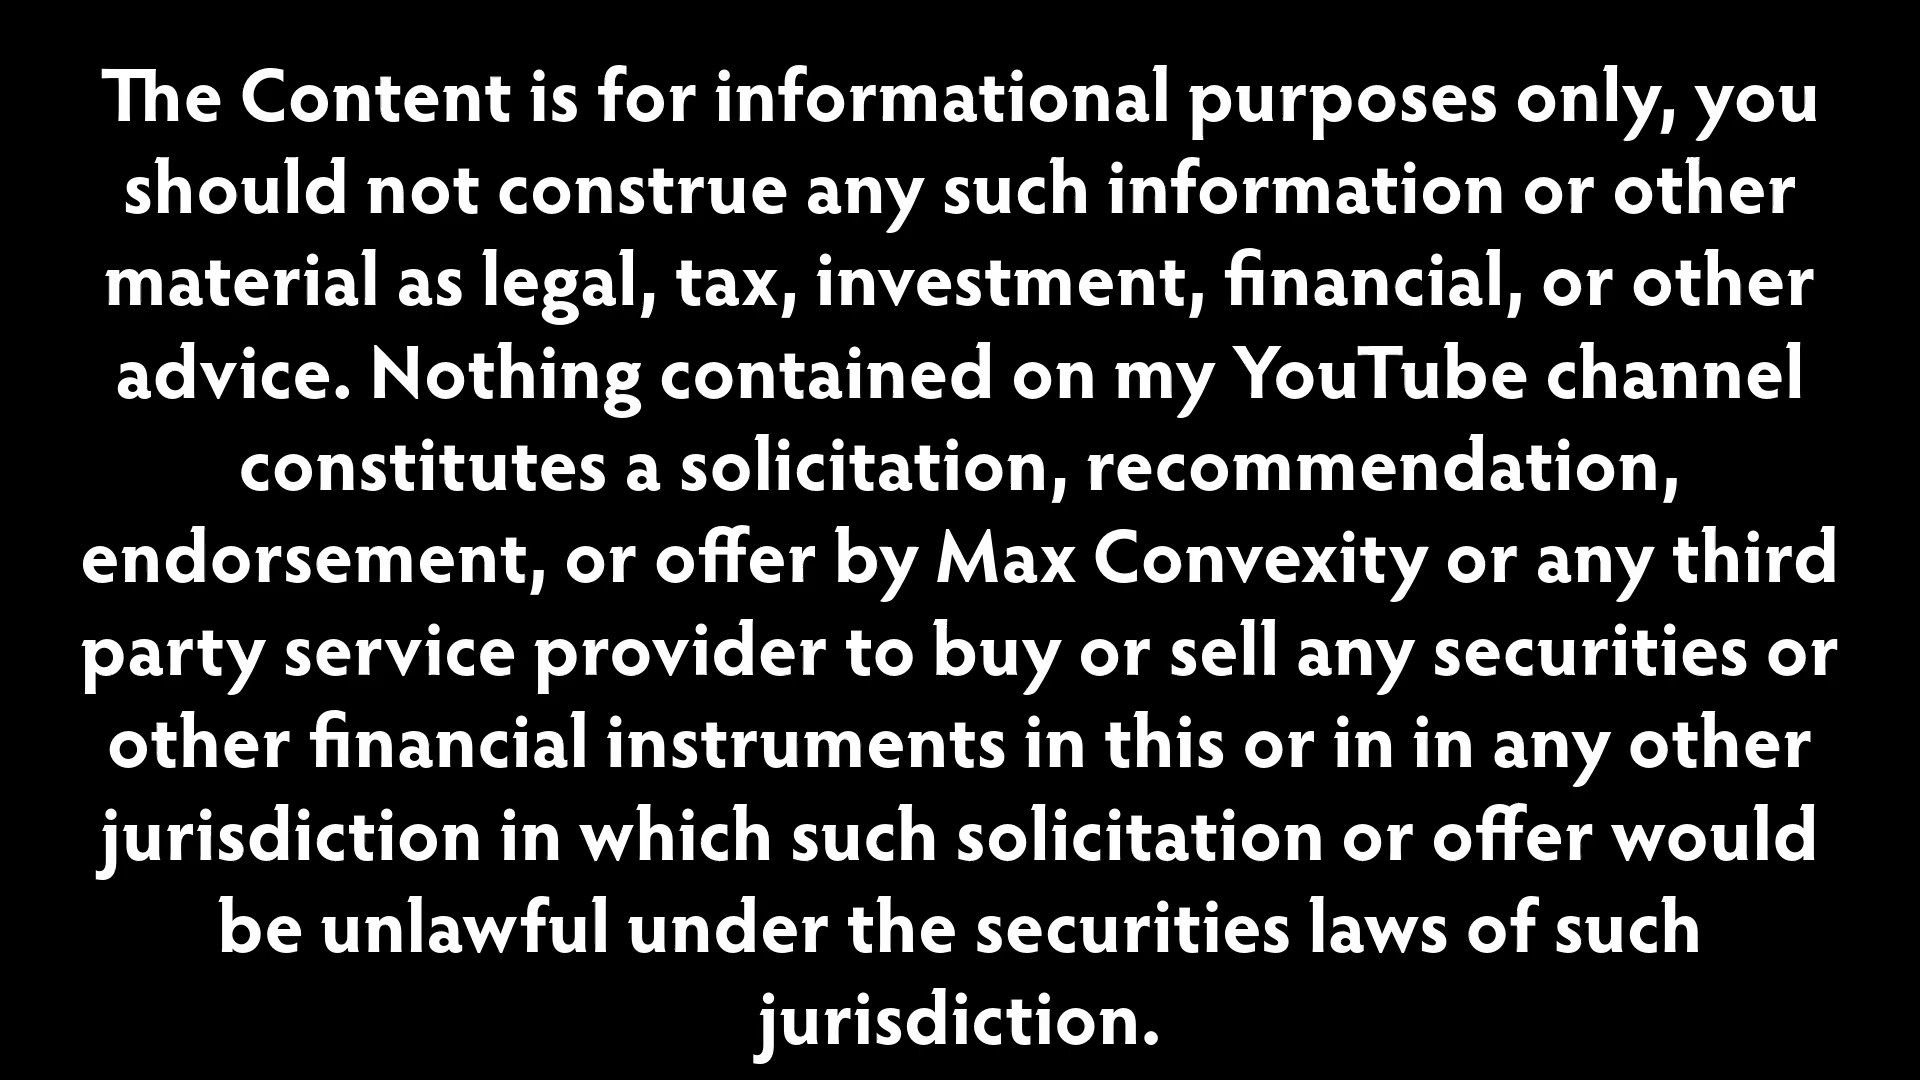 The Content is for informational purposes only, you
should not construe any such information or other
material as legal, tax, investment, financial, or other
advice. Nothing contained on my YouTube channel
constitutes a solicitation, recommendation,
endorsement, or offer by Max Convexity or any third
party service provider to buy or sell any securities or
other financial instruments in this or in in any other
jurisdiction in which such solicitation or offer would
be unlawful under the securities laws of such
jurisdiction.